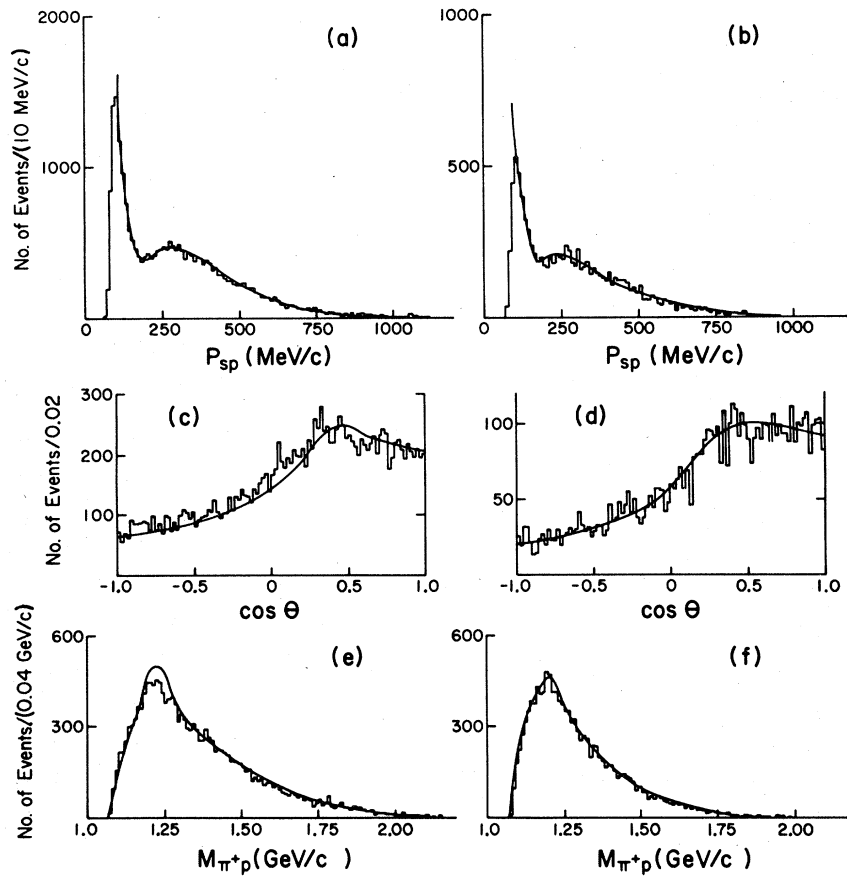 2000
(a)
1000
No. of Events/(10 MeV/c)
0 250 500 750 1000
P_sp (MeV/c)
1000
(b)
500
0 250 500 750 1000
P_sp (MeV/c)
300
(c)
200
100
No. of Events/0.02
-1.0 -0.5 0 0.5 1.0
cos θ
(d)
100
50
-1.0 -0.5 0 0.5 1.0
cos θ
600
(e)
300
No. of Events/(0.04 GeV/c)
1.0 1.25 1.50 1.75 2.00
M_π+p (GeV/c )
600
(f)
300
1.0 1.25 1.50 1.75 2.00
M_π+p (GeV/c )